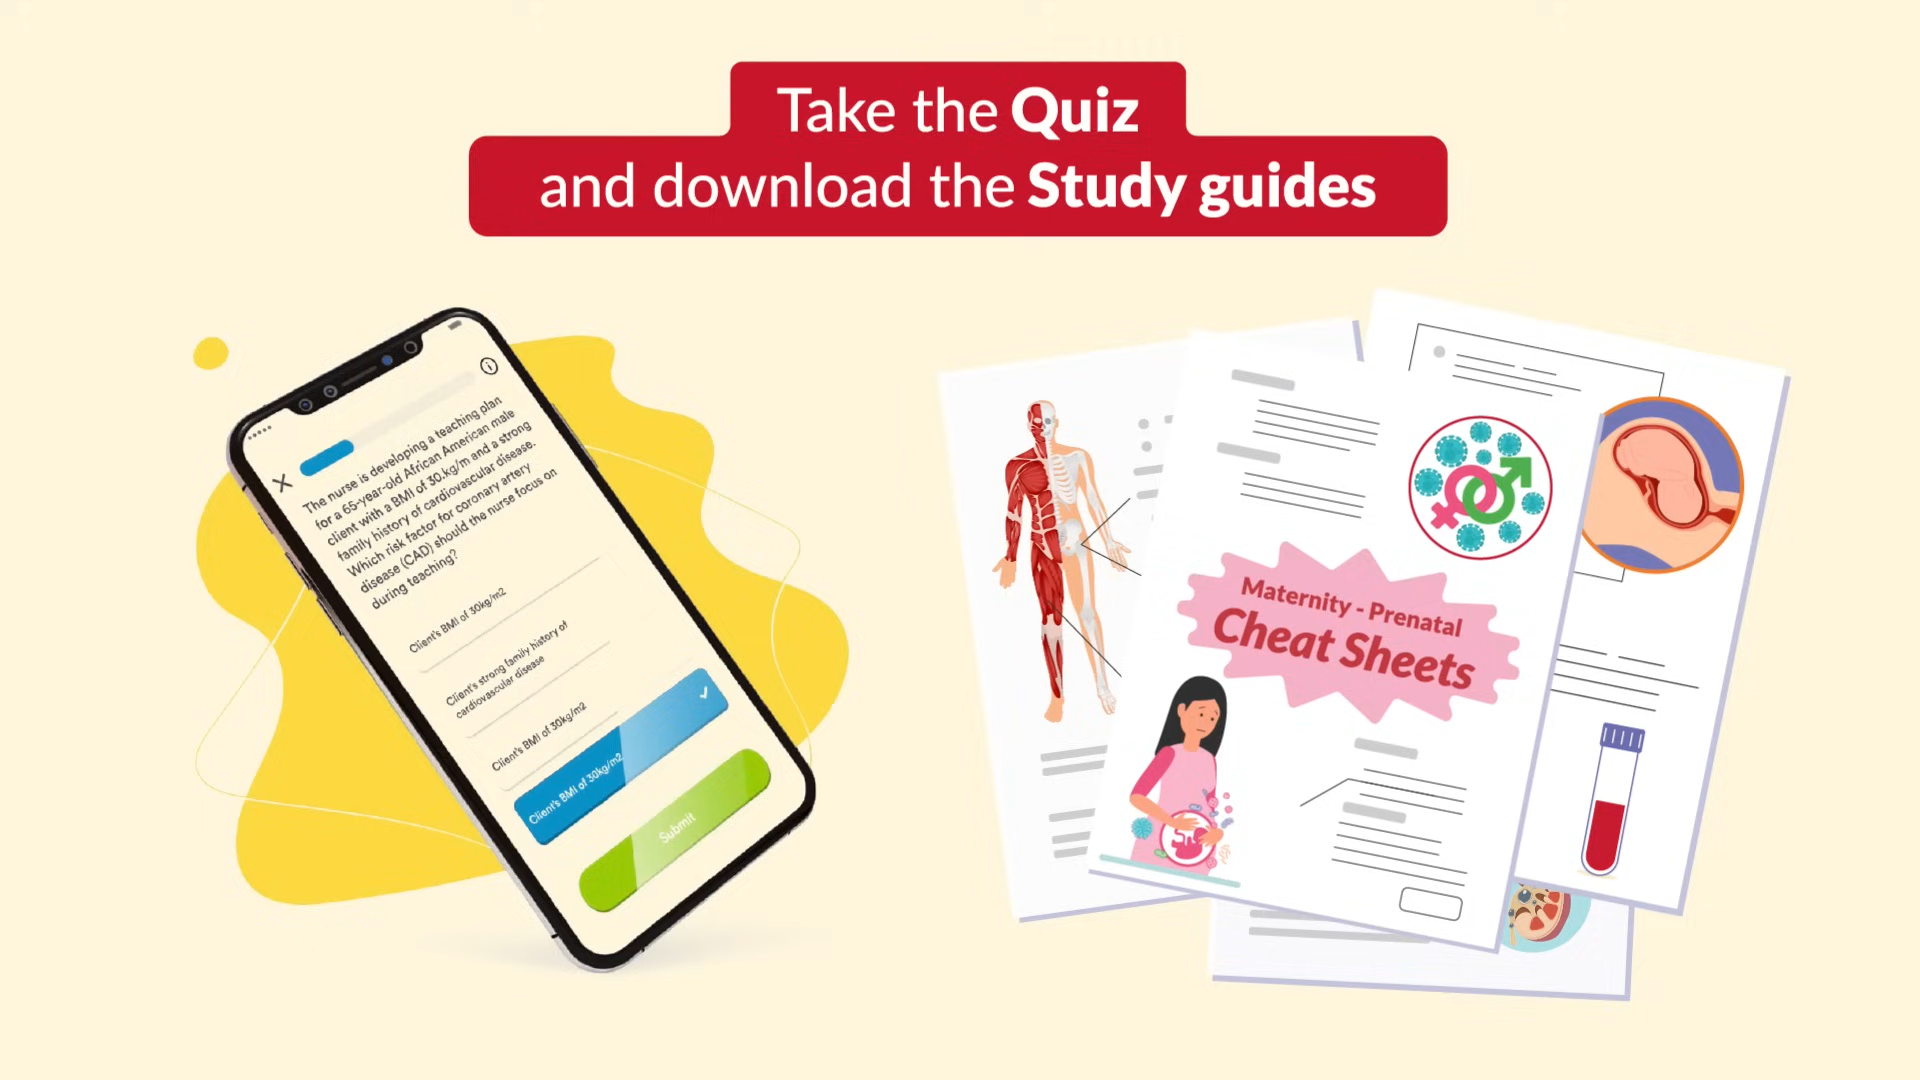 Take the Quiz
and download the Study guides
The nurse is developing a teaching plan
for a 65-year-old African American male
client with a BMI of 30.kg/m and a strong
family history of cardiovascular disease.
Which risk factor for coronary artery
disease (CAD) should the nurse focus on
during teaching?
Client's BMI of 30kg/m2
Client's strong family history of
cardiovascular disease
Client's BMI of 30kg/m2
Client's BMI of 30kg/m2
Submit
Maternity - Prenatal
Cheat Sheets